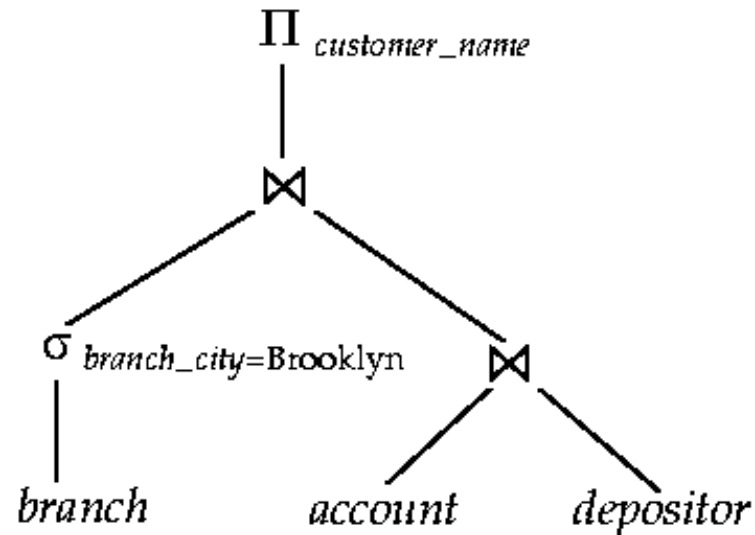 Π customer_name
⋈
σ branch_city=Brooklyn
⋈
branch account depositor